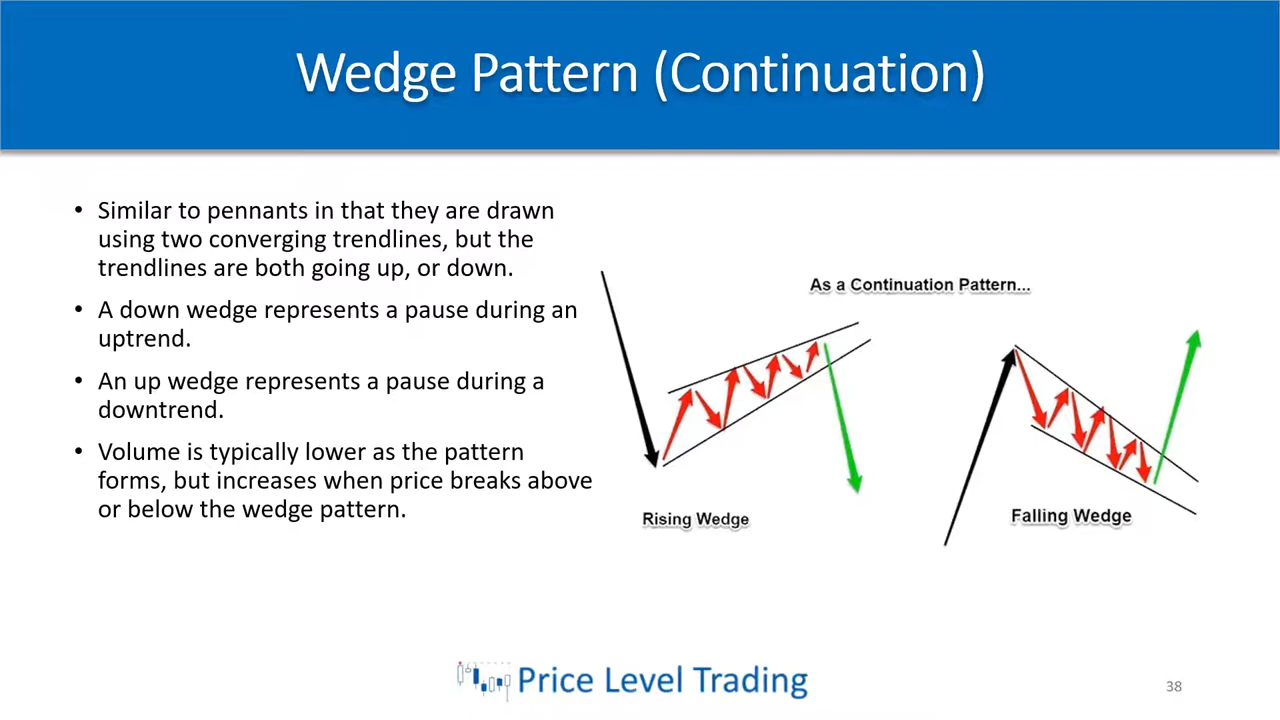 Wedge Pattern (Continuation)
• Similar to pennants in that they are drawn
using two converging trendlines, but the
trendlines are both going up, or down.
• A down wedge represents a pause during an
uptrend.
• An up wedge represents a pause during a
downtrend.
• Volume is typically lower as the pattern
forms, but increases when price breaks above
or below the wedge pattern.
As a Continuation Pattern...
Rising Wedge
Falling Wedge
Price Level Trading
38